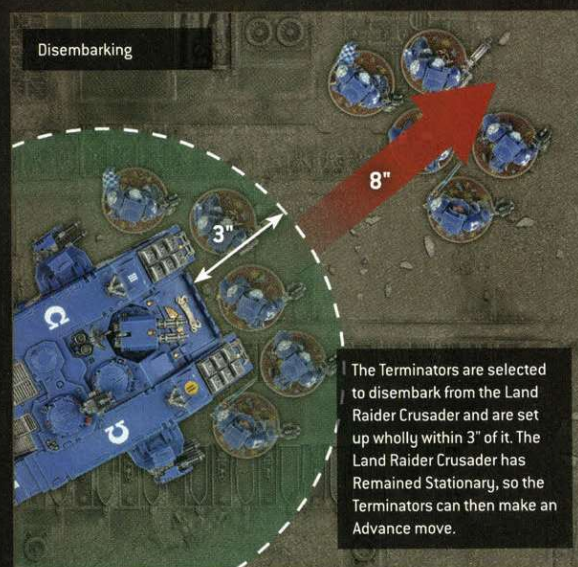 Disembarking
3"
8"
The Terminators are selected
to disembark from the Land
Raider Crusader and are set
up wholly within 3" of it. The
Land Raider Crusader has
Remained Stationary, so the
Terminators can then make an
Advance move.
Ω
Ω
III